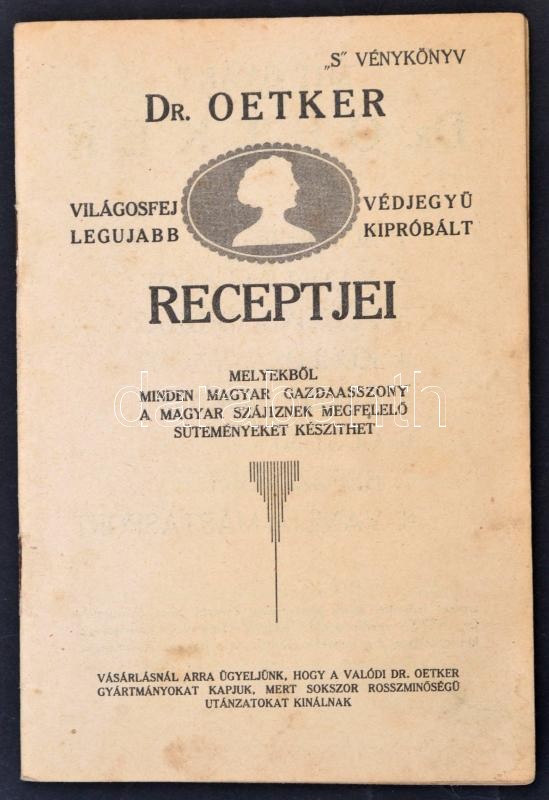 „S” VÉNYKÖNYV
DR. OETKER
VILÁGOSFEJ VÉDJEGYŰ
LEGUJABB KIPRÓBÁLT
RECEPTJEI
MELYEKBŐL
MINDEN MAGYAR GAZDAASSZONY
A MAGYAR SZÁJIZNEK MEGFELELŐ
SÜTEMÉNYEKET KÉSZITHET
darabanth
VÁSÁRLÁSNÁL ARRA ÜGYELJÜNK, HOGY A VALÓDI DR. OETKER
GYÁRTMÁNYOKAT KAPJUK, MERT SOKSZOR ROSSZMINŐSÉGŰ
UTÁNZATOKAT KINÁLNAK